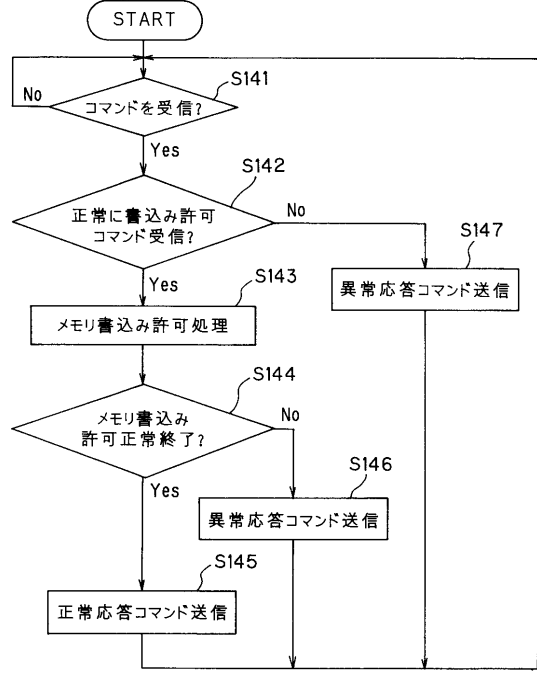 START
S141
コマンドを受信?
No
Yes
S142
正常に書込み許可
コマンド受信?
No
Yes
S147
異常応答コマンド送信
S143
メモリ書込み許可処理
S144
メモリ書込み
許可正常終了?
No
Yes
S146
異常応答コマンド送信
S145
正常応答コマンド送信